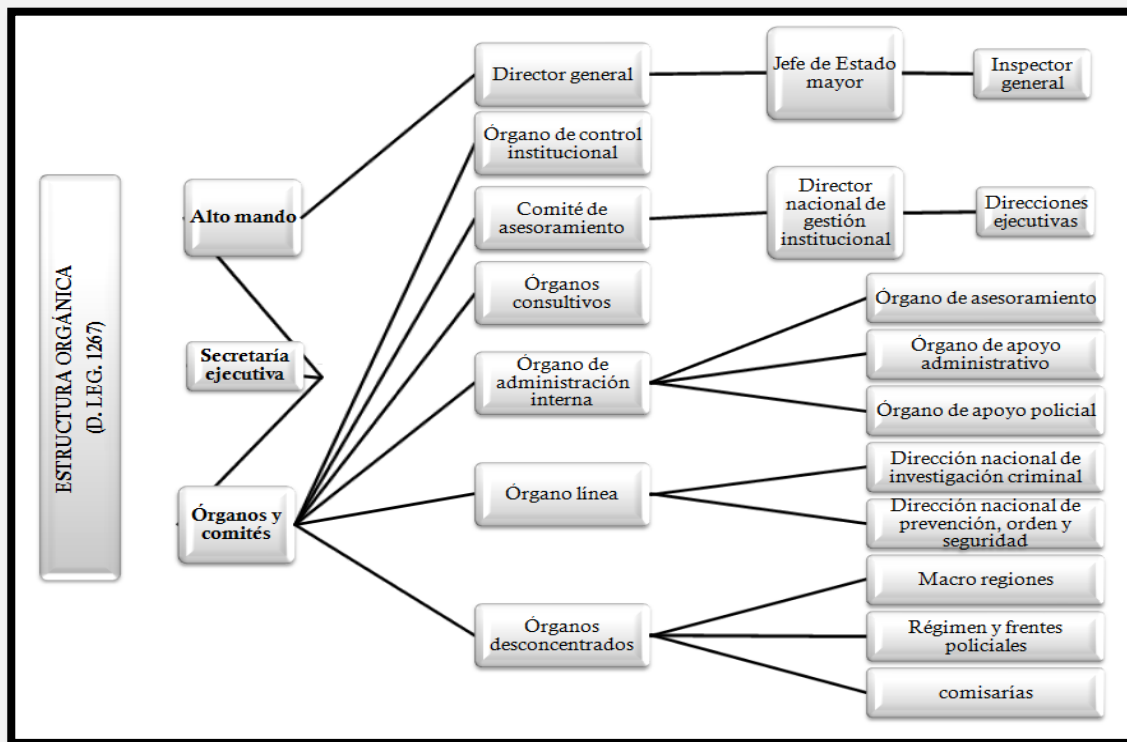 ESTRUCTURA ORGÁNICA
(D. LEG. 1267)
Alto mando
Secretaría
ejecutiva
Órganos y
comités
Director general
Órgano de control
institucional
Comité de
asesoramiento
Órganos
consultivos
Órgano de
administración
interna
Órgano línea
Órganos
desconcentrados
Jefe de Estado
mayor
Inspector
general
Director
nacional de
gestión
institucional
Direcciones
ejecutivas
Órgano de asesoramiento
Órgano de apoyo
administrativo
Órgano de apoyo policial
Dirección nacional de
investigación criminal
Dirección nacional de
prevención, orden y
seguridad
Macro regiones
Régimen y frentes
policiales
comisarías